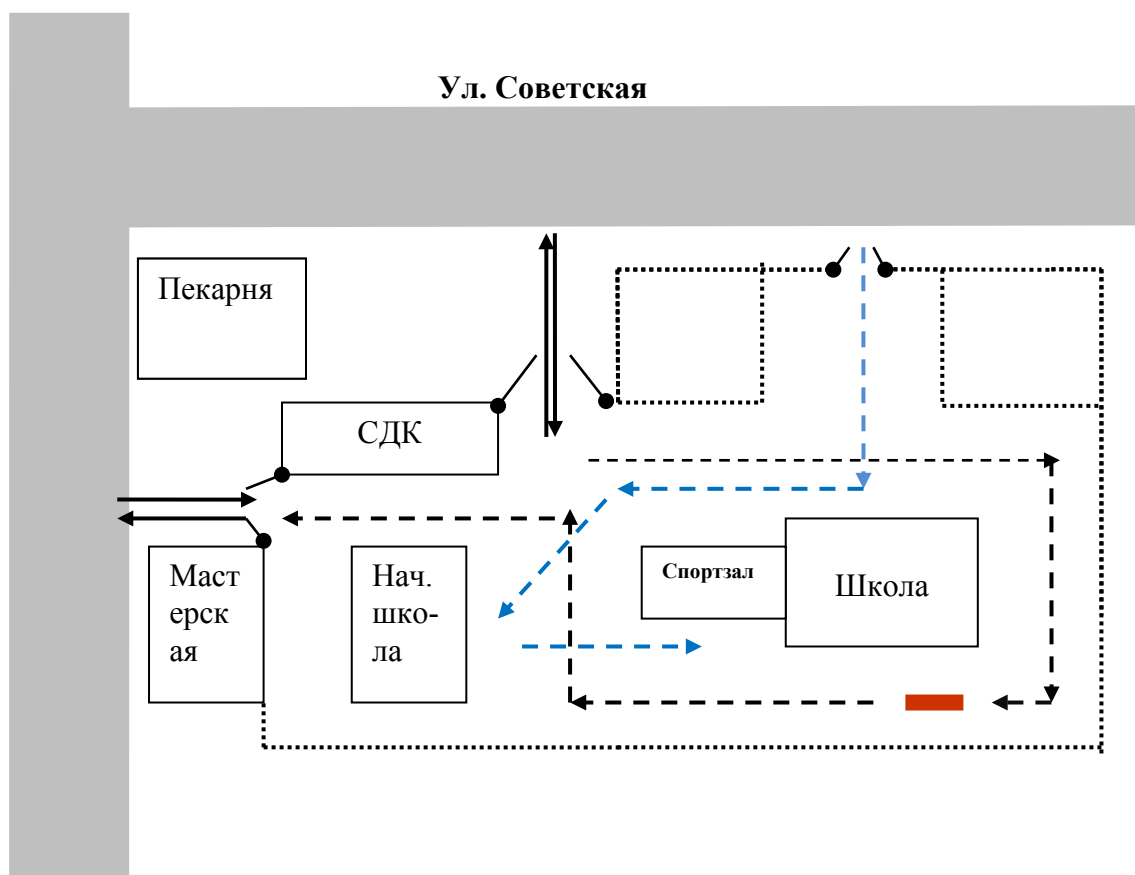 Ул. Советская
Пекарня
СДК
Маст
ерск
ая
Нач.
шко-
ла
Спортзал
Школа